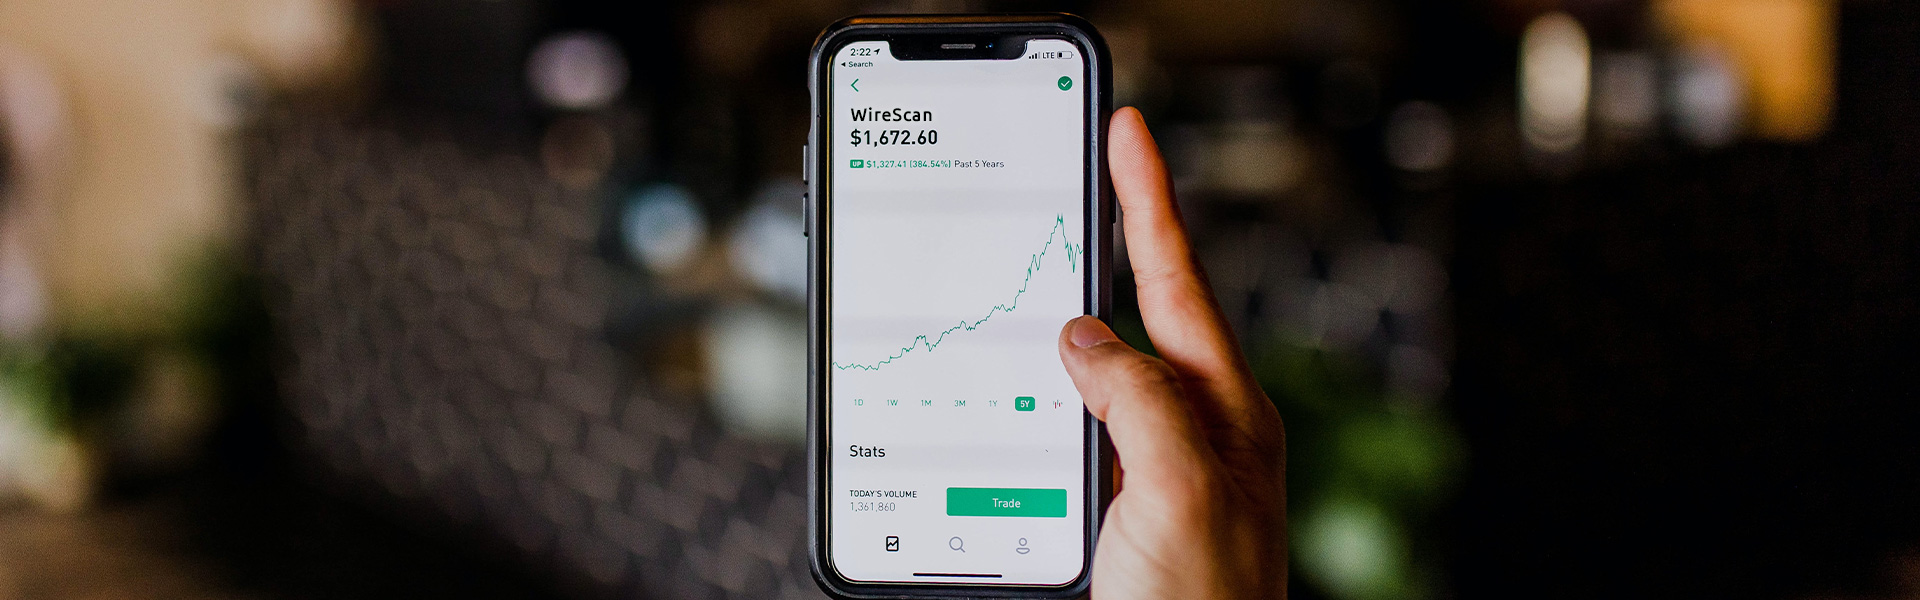 2:22 LTE
Search
WireScan
$1,672.60
UP $1,327.41 (384.54%) Past 5 Years
1D 1W 1M 3M 1Y 5Y
Stats
TODAY'S VOLUME
1,361,860
Trade